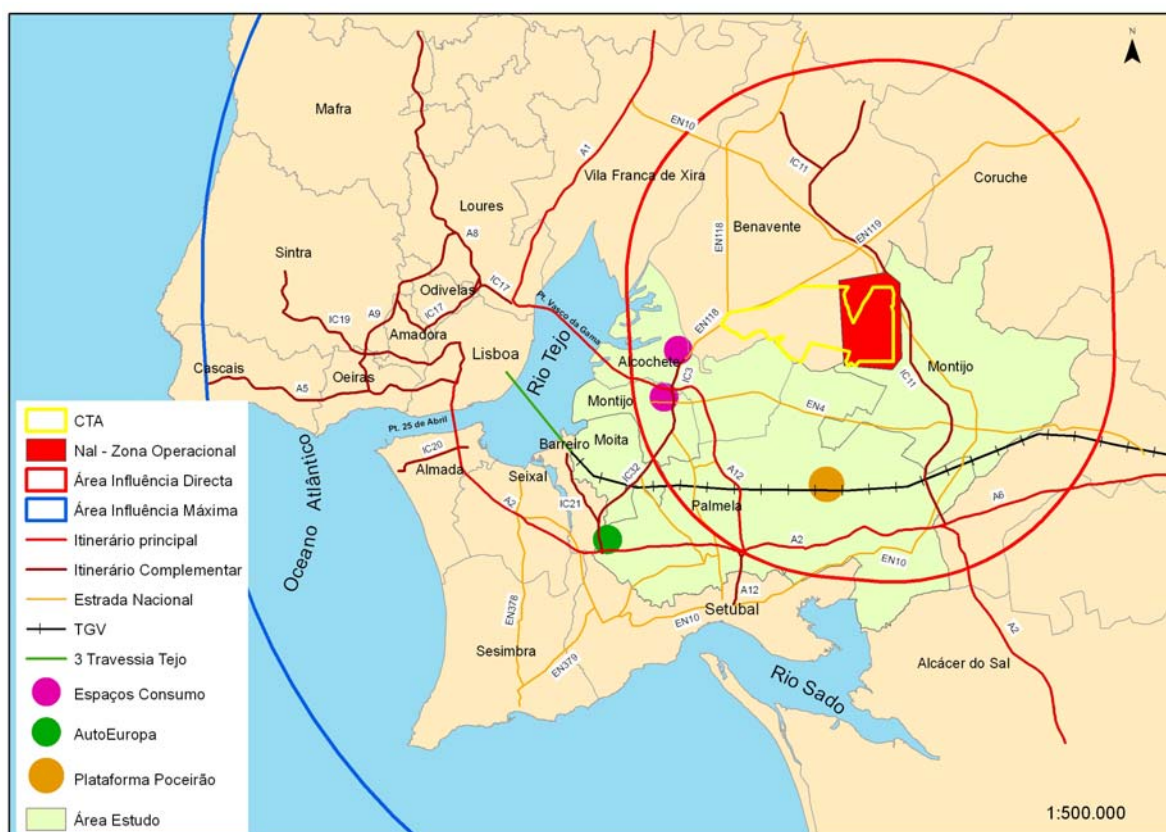 N
Mafra
EN10
IC11
Coruche
A1
Vila Franca de Xira
Loures
Benavente
EN118
EN119
A8
Sintra
IC17
Odivelas
Pt. Vasco da Gama
IC19
A9
IC17
EN118
Amadora
Rio Tejo
Lisboa
Alcochete
Cascais
Oeiras
IC3
IC11
Montijo
A5
Montijo
EN4
Pt. 25 de Abril
Barreiro
Moita
IC20
Almada
Seixal
IC32
A12
Oceano Atlântico
A2
IC21
Palmela
A6
A2
EN10
A12
EN378
Setúbal
EN10
A2
Sesimbra
EN379
Alcácer do Sal
Rio Sado
CTA
Nal - Zona Operacional
Área Influência Directa
Área Influência Máxima
Itinerário principal
Itinerário Complementar
Estrada Nacional
TGV
3 Travessia Tejo
Espaços Consumo
AutoEuropa
Plataforma Poceirão
Área Estudo
1:500.000